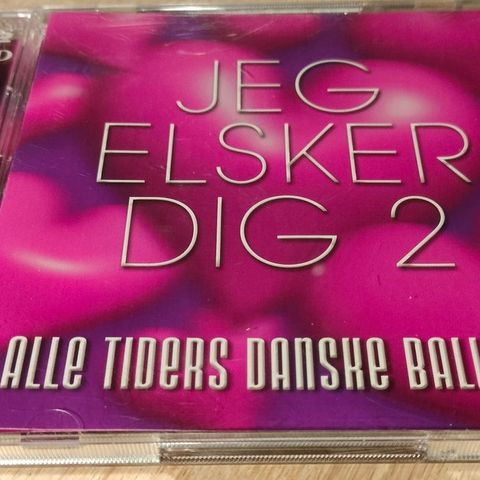 JEG
ELSKER
DIG 2
ALLE TIDERS DANSKE